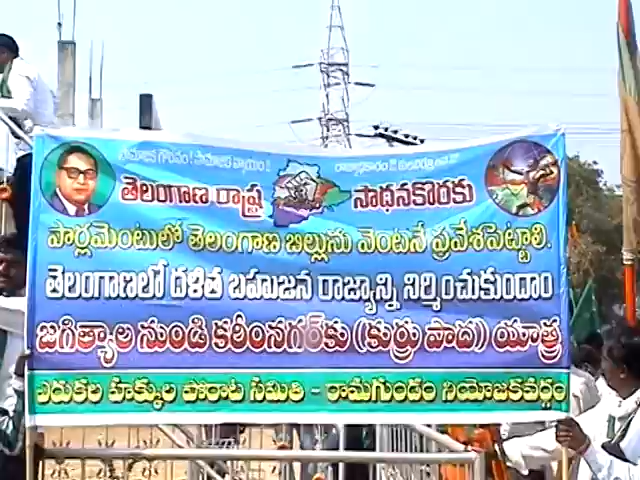 సామాజిక గౌరవం ! సామాజిక న్యాయం !!
తెలంగాణ రాష్ట్ర సాధనకొరకు
పార్లమెంటులో తెలంగాణ బిల్లును వెంటనే ప్రవేశపెట్టాలి.
తెలంగాణలో దళిత బహుజన రాజ్యాన్ని నిర్మించుకుందాం
జగిత్యాల నుండి కరీంనగర్‌కు ((కుర్రు పాద)) యాత్ర
ఎరుకల హక్కుల పోరాట సమితి - రామగుండం నియోజకవర్గం